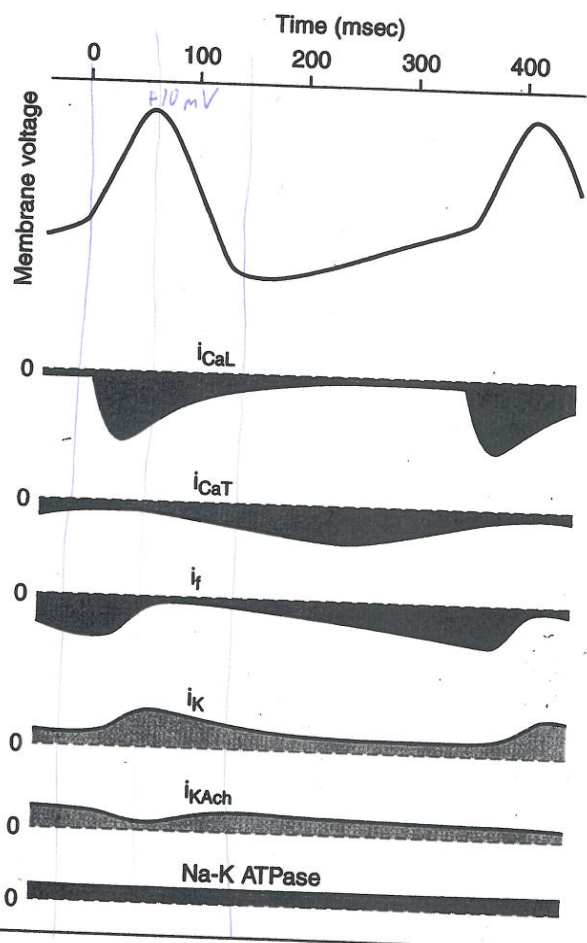 Time (msec)
0 100 200 300 400
+10 mV
Membrane voltage
iCaL
0
iCaT
0
if
0
iK
0
iKAch
0
Na-K ATPase
0